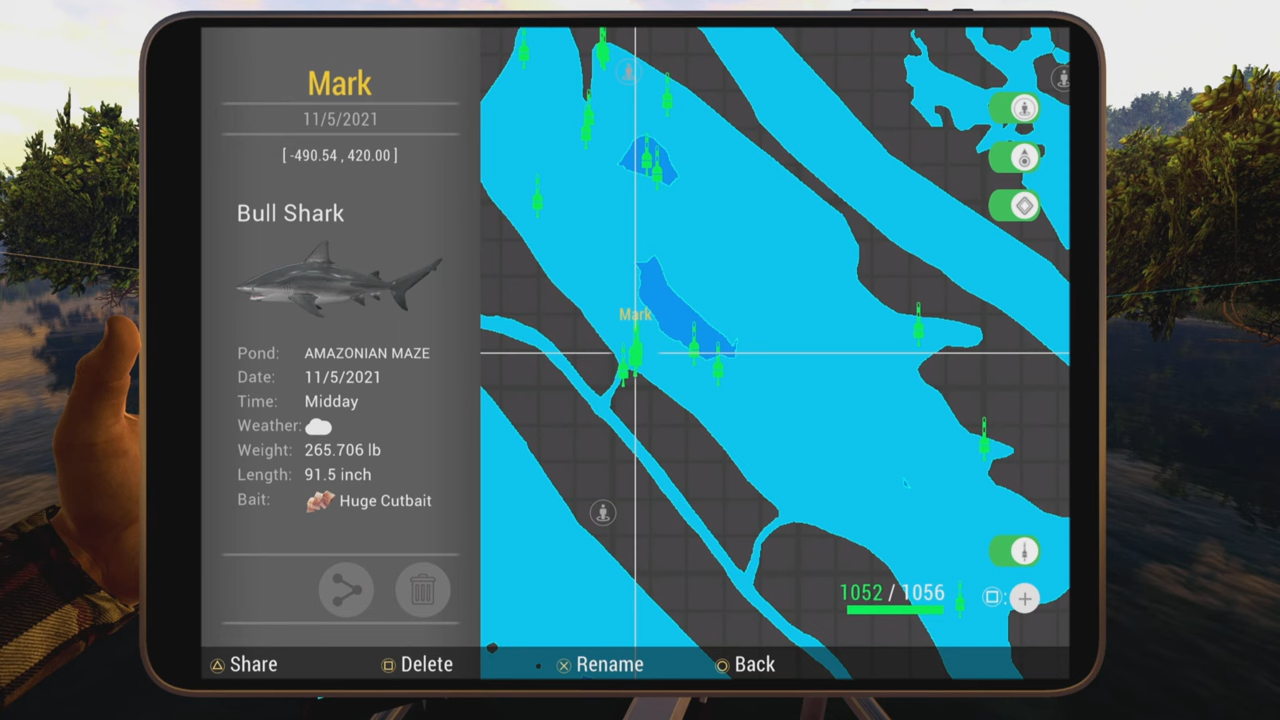 Mark
11/5/2021
[ -490.54 , 420.00 ]
Bull Shark
Pond: AMAZONIAN MAZE
Date: 11/5/2021
Time: Midday
Weather:
Weight: 265.706 lb
Length: 91.5 inch
Bait: Huge Cutbait
Mark
1052 / 1056
:
Share Delete Rename Back